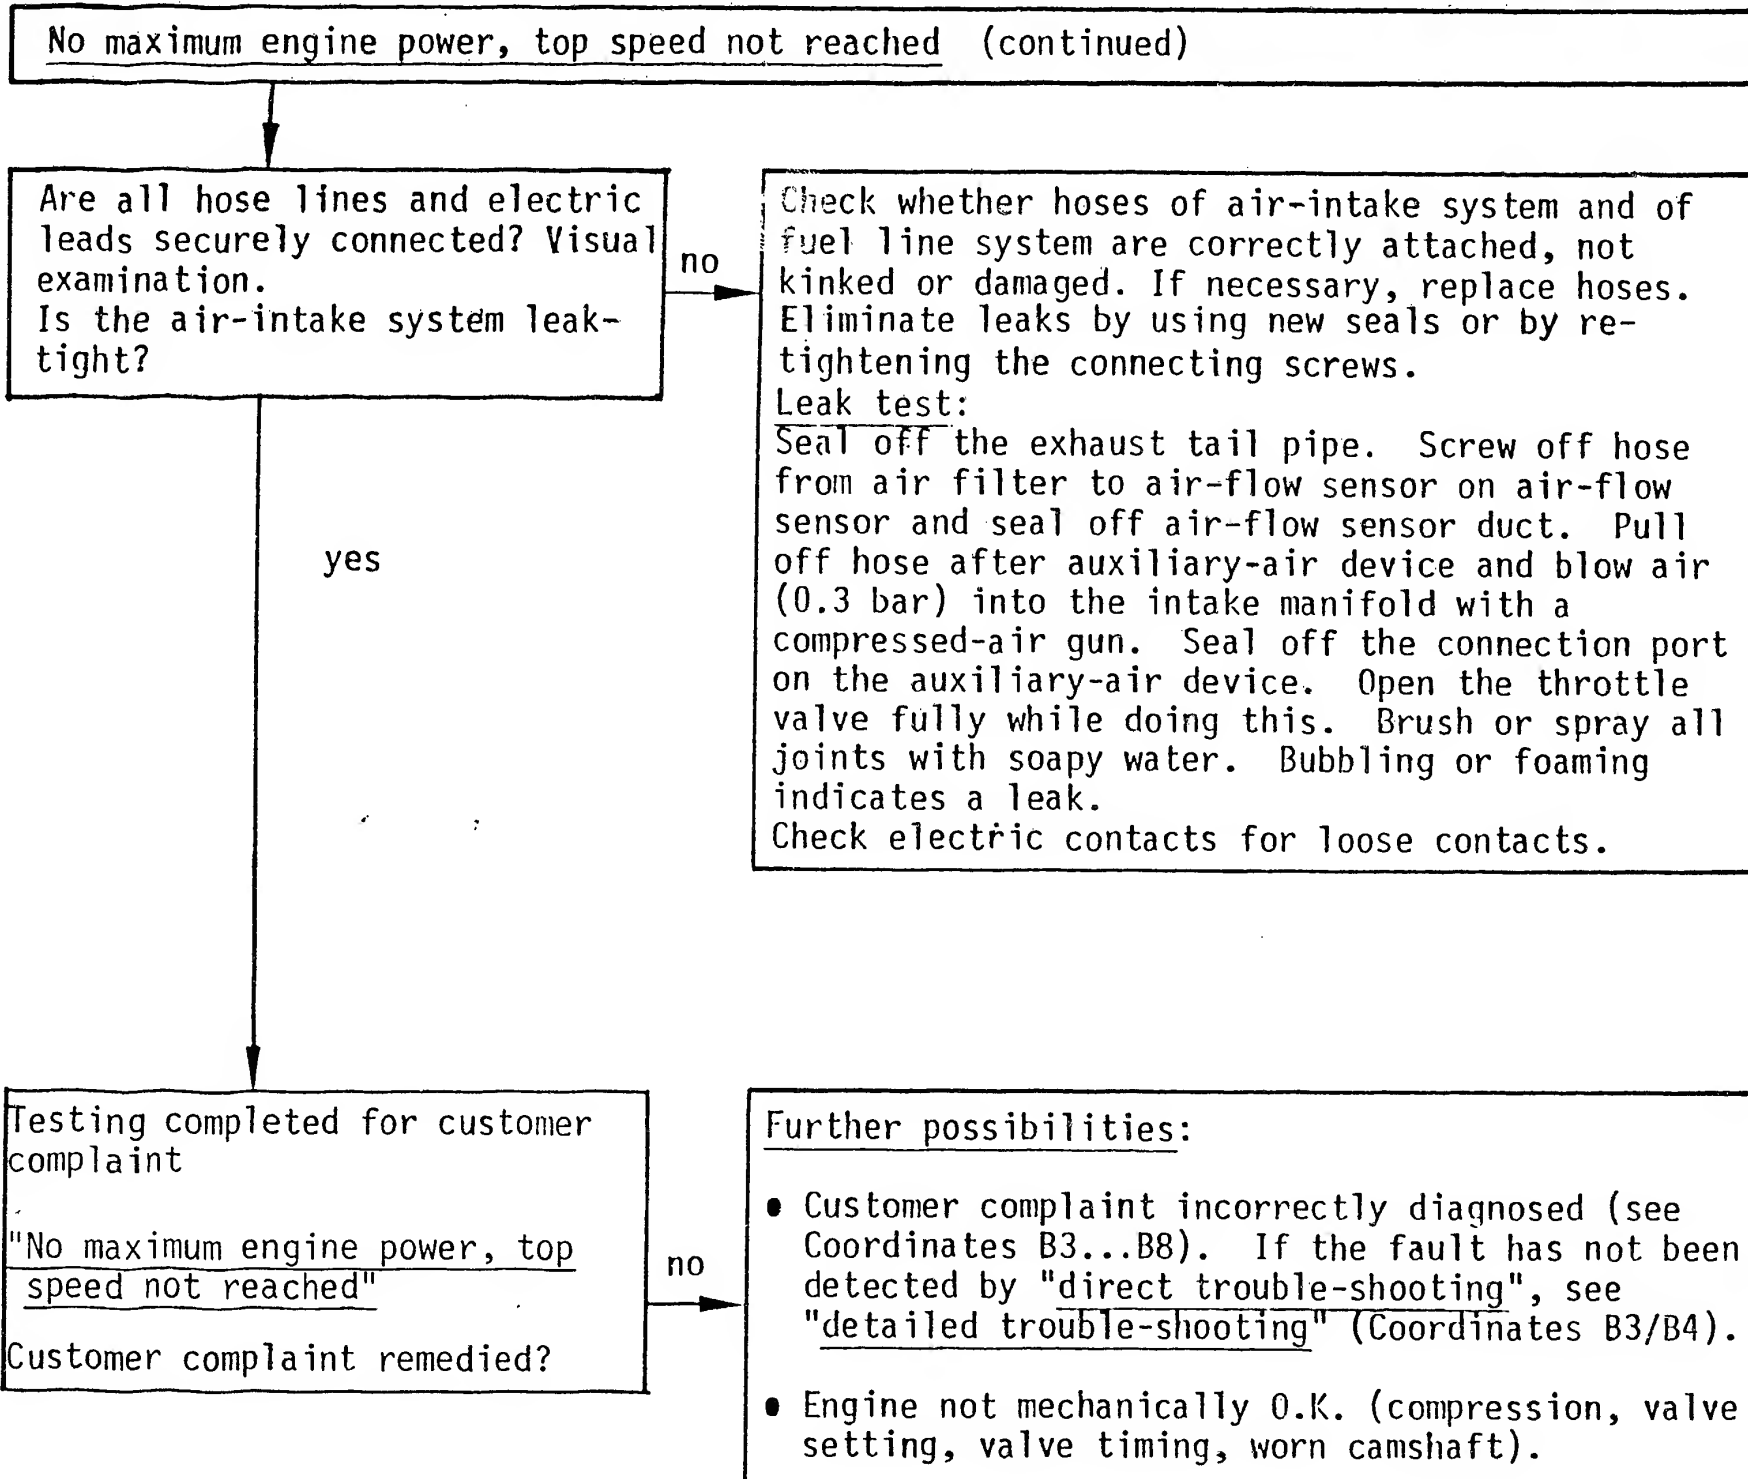 No maximum engine power, top speed not reached (continued)
Are all hose lines and electric
leads securely connected? Visual
examination.
Is the air-intake system leak-
tight?
no
Check whether hoses of air-intake system and of
fuel line system are correctly attached, not
kinked or damaged. If necessary, replace hoses.
Eliminate leaks by using new seals or by re-
tightening the connecting screws.
Leak test:
Seal off the exhaust tail pipe. Screw off hose
from air filter to air-flow sensor on air-flow
sensor and seal off air-flow sensor duct. Pull
off hose after auxiliary-air device and blow air
(0.3 bar) into the intake manifold with a
compressed-air gun. Seal off the connection port
on the auxiliary-air device. Open the throttle
valve fully while doing this. Brush or spray all
joints with soapy water. Bubbling or foaming
indicates a leak.
Check electric contacts for loose contacts.
yes
Testing completed for customer
complaint
"No maximum engine power, top
speed not reached"
Customer complaint remedied?
no
Further possibilities:
• Customer complaint incorrectly diagnosed (see
Coordinates B3...B8). If the fault has not been
detected by "direct trouble-shooting", see
"detailed trouble-shooting" (Coordinates B3/B4).
• Engine not mechanically O.K. (compression, valve
setting, valve timing, worn camshaft).